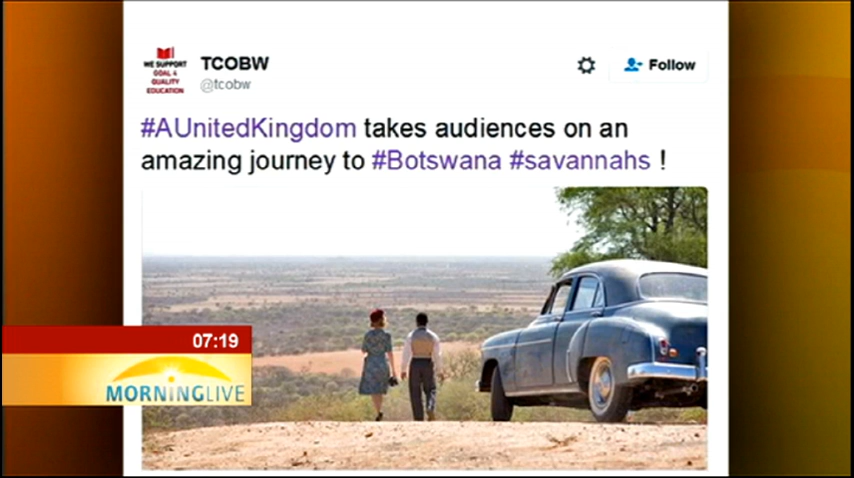 WE SUPPORT
GOAL 4
QUALITY
EDUCATION
TCOBW
@tcobw
Follow
#AUnitedKingdom takes audiences on an
amazing journey to #Botswana #savannahs !
07:19
MORNINGLIVE